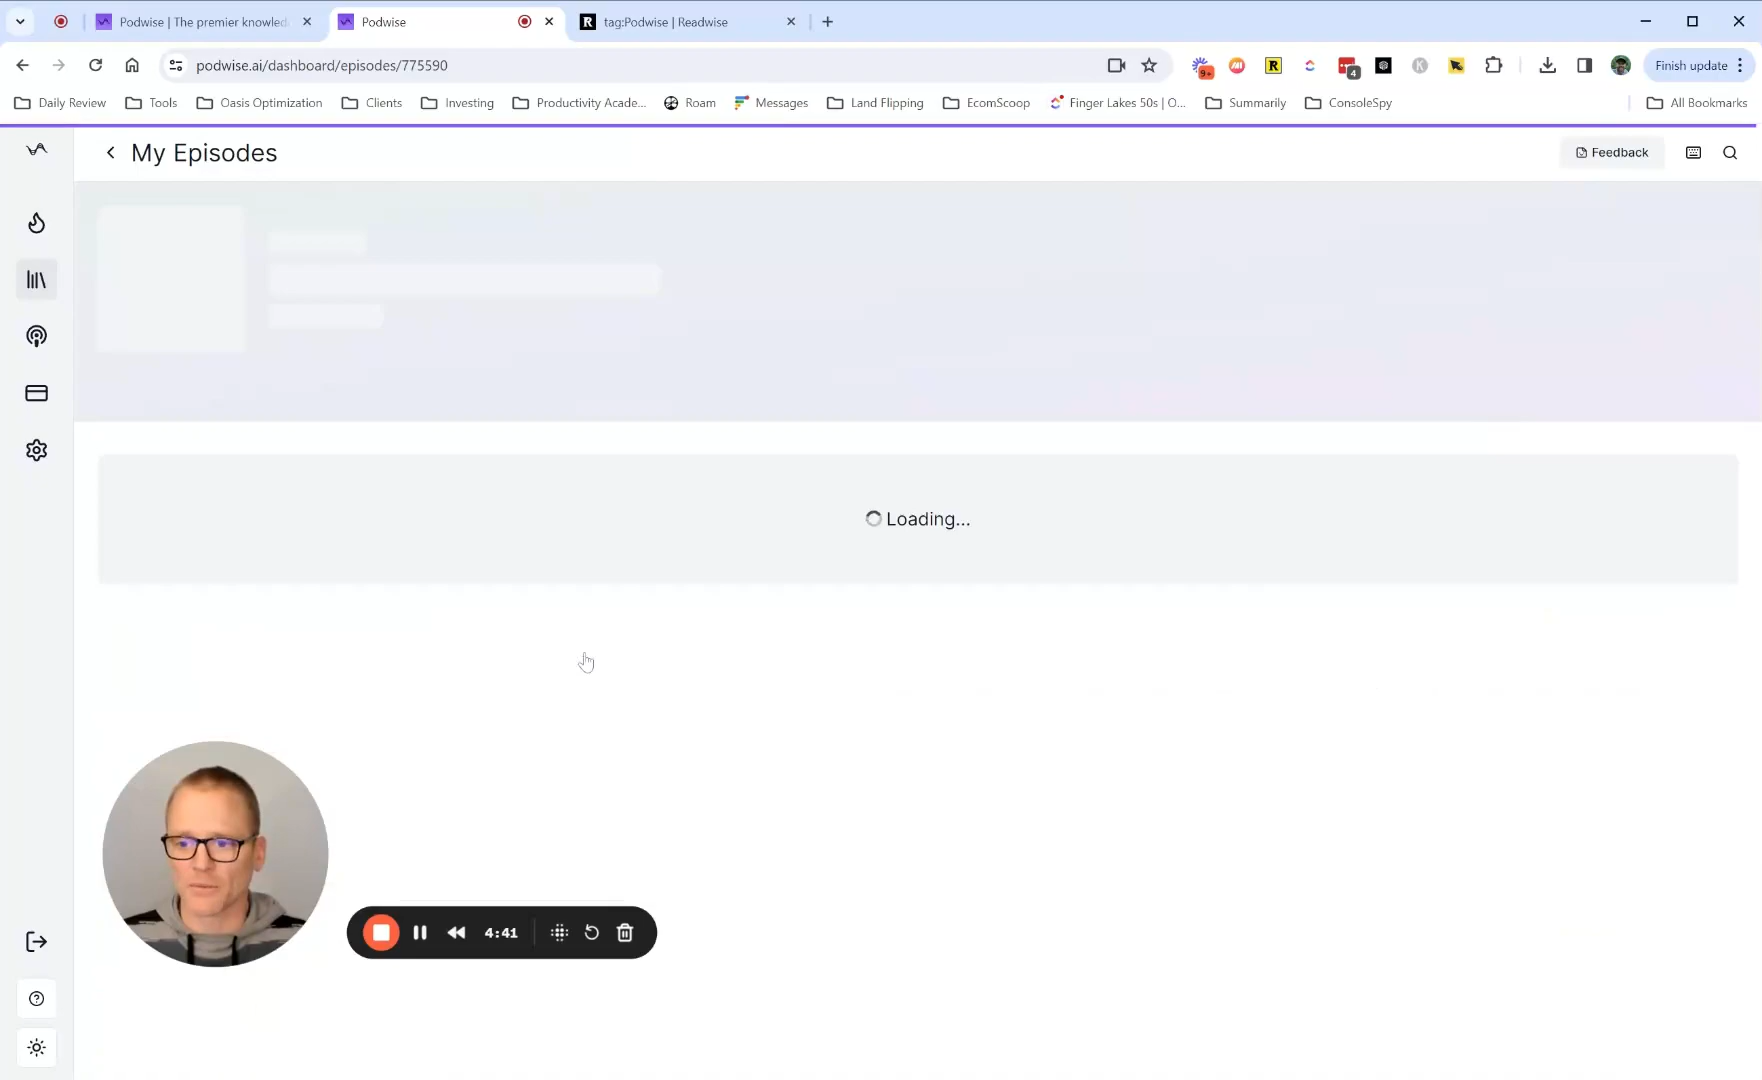 Podwise | The premier knowled
Podwise
R
tag:Podwise | Readwise
podwise.ai/dashboard/episodes/775590
9+
R
4
K
Finish update
Daily Review
Tools
Oasis Optimization
Clients
Investing
Productivity Acade...
Roam
Messages
Land Flipping
EcomScoop
Finger Lakes 50s | O...
Summarily
ConsoleSpy
All Bookmarks
My Episodes
Feedback
Loading...
4:41